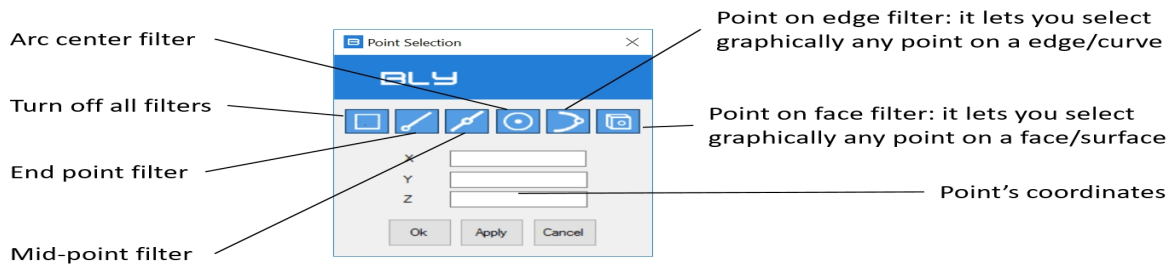 Arc center filter
Turn off all filters
End point filter
Mid-point filter
Point Selection
BLY
X
Y
Z
Ok Apply Cancel
Point on edge filter: it lets you select
graphically any point on a edge/curve
Point on face filter: it lets you select
graphically any point on a face/surface
Point’s coordinates